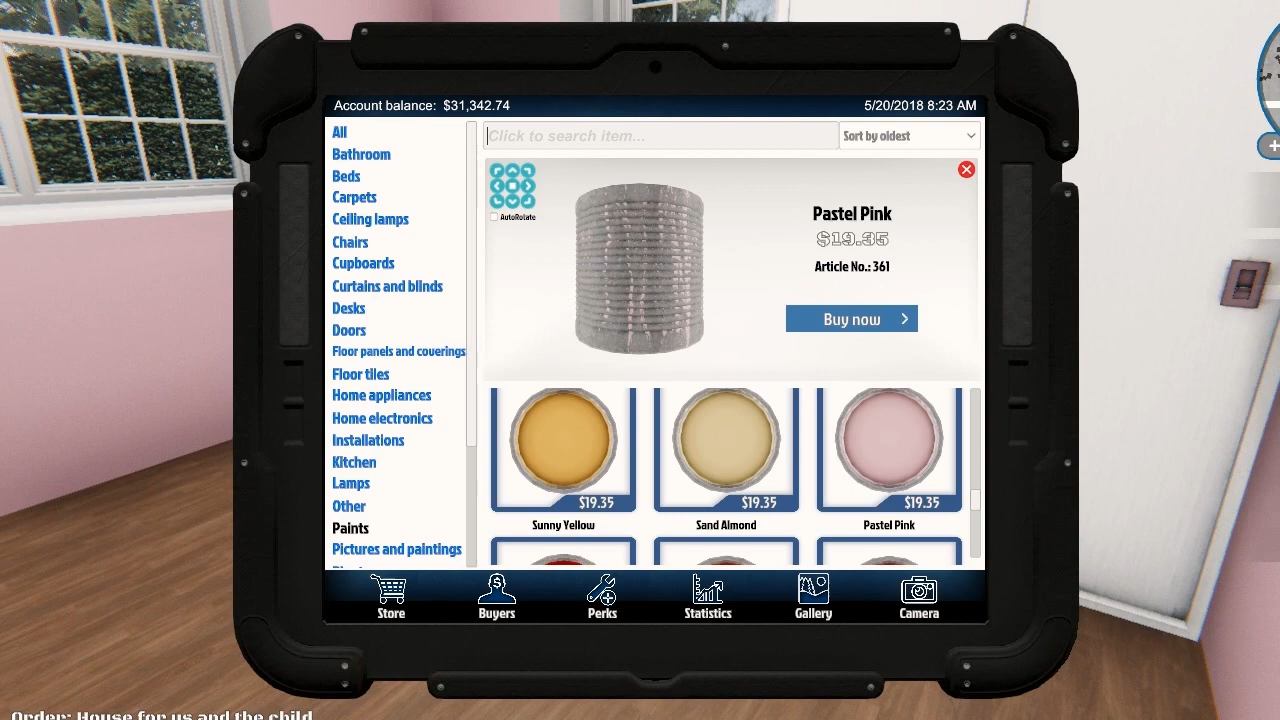 Account balance: $31,342.74
5/20/2018 8:23 AM
All
Bathroom
Beds
Carpets
Ceiling lamps
Chairs
Cupboards
Curtains and blinds
Desks
Doors
Floor panels and coverings
Floor tiles
Home appliances
Home electronics
Installations
Kitchen
Lamps
Other
Paints
Pictures and paintings
Click to search item...
Sort by oldest
AutoRotate
Pastel Pink
$19.35
Article No.: 361
Buy now
$19.35
$19.35
$19.35
Sunny Yellow
Sand Almond
Pastel Pink
Store
Buyers
Perks
Statistics
Gallery
Camera
Order: House for us and the child